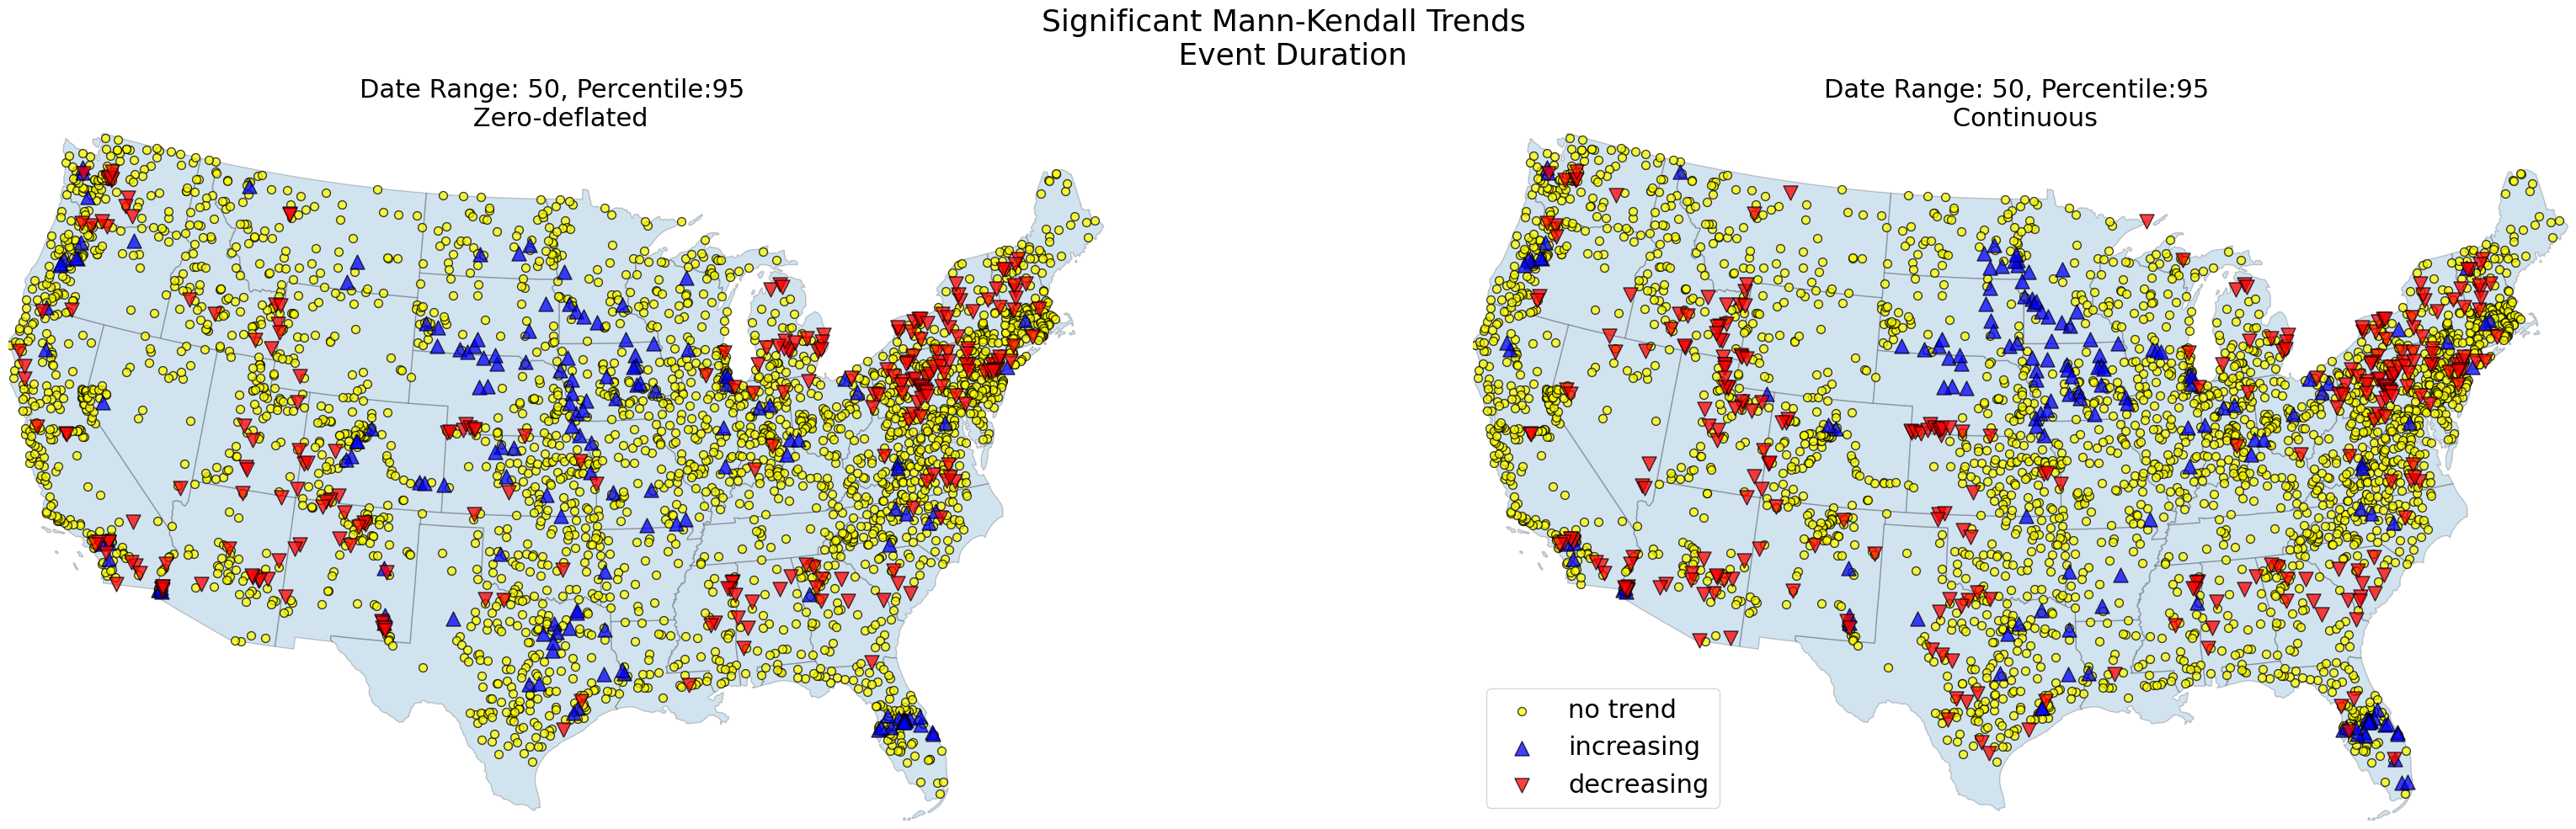 Significant Mann-Kendall Trends
Event Duration
Date Range: 50, Percentile:95
Zero-deflated
Date Range: 50, Percentile:95
Continuous
no trend
increasing
decreasing